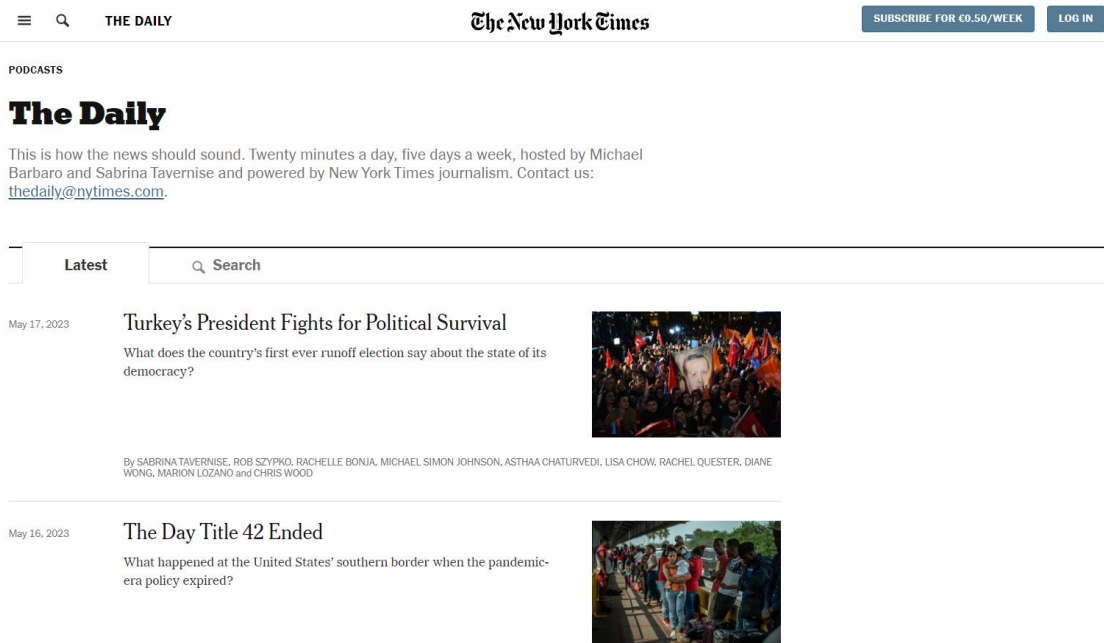 THE DAILY
The New York Times
SUBSCRIBE FOR €0.50/WEEK
LOG IN
PODCASTS
The Daily
This is how the news should sound. Twenty minutes a day, five days a week, hosted by Michael
Barbaro and Sabrina Tavernise and powered by New York Times journalism. Contact us:
thedaily@nytimes.com.
Latest
Search
May 17, 2023
Turkey’s President Fights for Political Survival
What does the country’s first ever runoff election say about the state of its
democracy?
By SABRINA TAVERNISE, ROB SZYPKO, RACHELLE BONJA, MICHAEL SIMON JOHNSON, ASTHAA CHATURVEDI, LISA CHOW, RACHEL QUESTER, DIANE
WONG, MARION LOZANO and CHRIS WOOD
May 16, 2023
The Day Title 42 Ended
What happened at the United States’ southern border when the pandemic-
era policy expired?